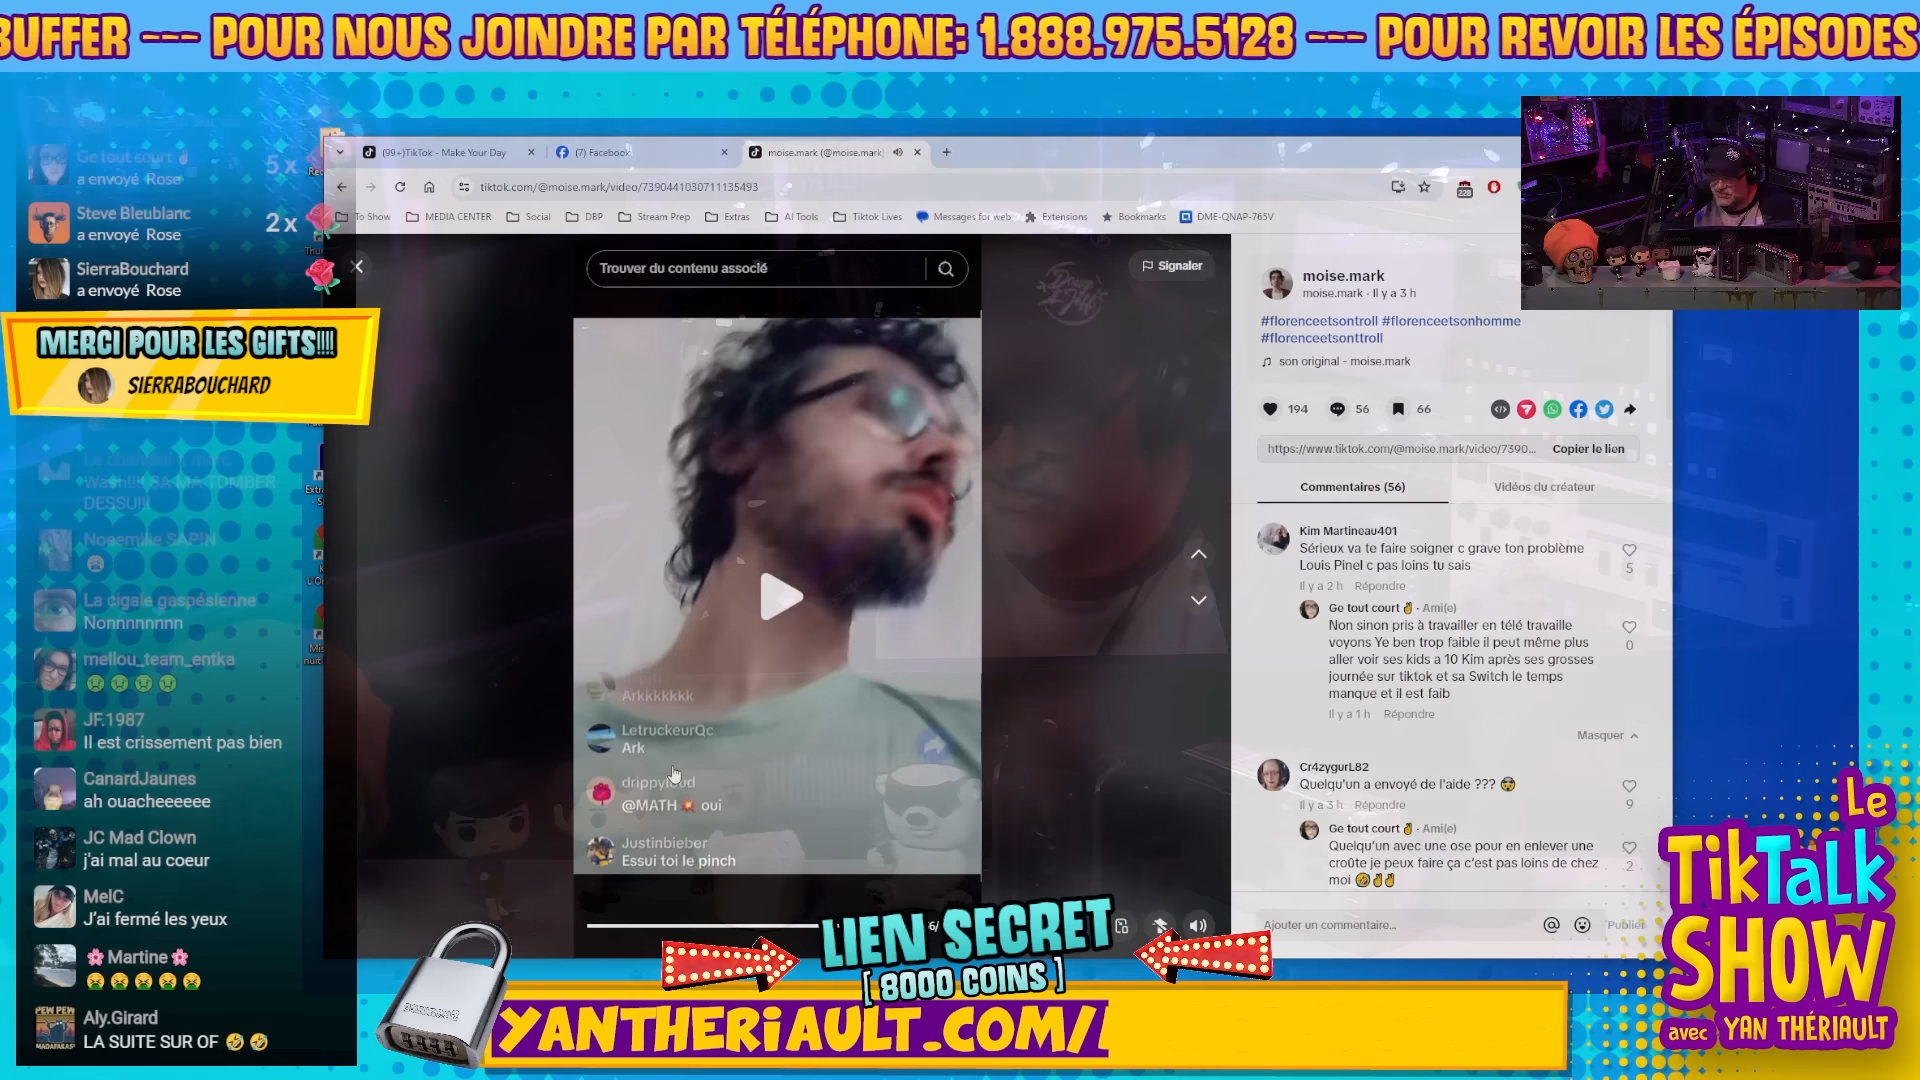 BUFFER --- POUR NOUS JOINDRE PAR TÉLÉPHONE: 1.888.975.5128 --- POUR REVOIR LES ÉPISODES
Ge tout court
a envoyé Rose
5 x
Steve Bleublanc
a envoyé Rose
2 x
SierraBouchard
a envoyé Rose
MERCI POUR LES GIFTS!!!!
SIERRABOUCHARD
DESSU!!!
Noeemilie SAPIN
La cigale gaspésienne
Nonnnnnnnn
mellou_team_entka
🤢🤢🤢🤢
JF.1987
Il est crissement pas bien
CanardJaunes
ah ouacheeeeee
JC Mad Clown
j'ai mal au coeur
MelC
J'ai fermé les yeux
🌸Martine🌸
🤮🤮🤮🤮🤮
Aly.Girard
LA SUITE SUR OF 🤣🤣
PEW PEW
MADAFAKAS
(99+)TikTok - Make Your Day
(7) Facebook
moise.mark (@moise.mark)
tiktok.com/@moise.mark/video/7390441030711135493
228
To Show
MEDIA CENTER
Social
DBP
Stream Prep
Extras
AI Tools
Tiktok Lives
Messages for web
Extensions
Bookmarks
DME-QNAP-765V
Trouver du contenu associé
Signaler
Arkkkkkkk
LetruckeurQc
Ark
drippyloud
@MATH💥 oui
Justinbieber
Essui toi le pinch
moise.mark
moise.mark · Il y a 3 h
#florenceetsontroll #florenceetsonhomme
#florenceetsonttroll
son original - moise.mark
194
56
66
https://www.tiktok.com/@moise.mark/video/7390...
Copier le lien
Commentaires (56)
Vidéos du créateur
Kim Martineau401
Sérieux va te faire soigner c grave ton problème
Louis Pinel c pas loins tu sais
5
Il y a 2 h Répondre
Ge tout court✌ · Ami(e)
Non sinon pris à travailler en télé travaille
voyons Ye ben trop faible il peut même plus
aller voir ses kids a 10 Kim après ses grosses
journée sur tiktok et sa Switch le temps
manque et il est faib
0
Il y a 1 h Répondre
Masquer
Cr4zygurL82
Quelqu'un a envoyé de l'aide ??? 😳
9
Il y a 3 h Répondre
Ge tout court✌ · Ami(e)
Quelqu'un avec une ose pour en enlever une
croûte je peux faire ça c'est pas loins de chez
moi 🤣✌✌
2
Ajouter un commentaire...
Publier
LIEN SECRET
[ 8000 COINS ]
YANTHERIAULT.COM/L
Le
TikTaLk
SHOW
avec YAN THÉRIAULT